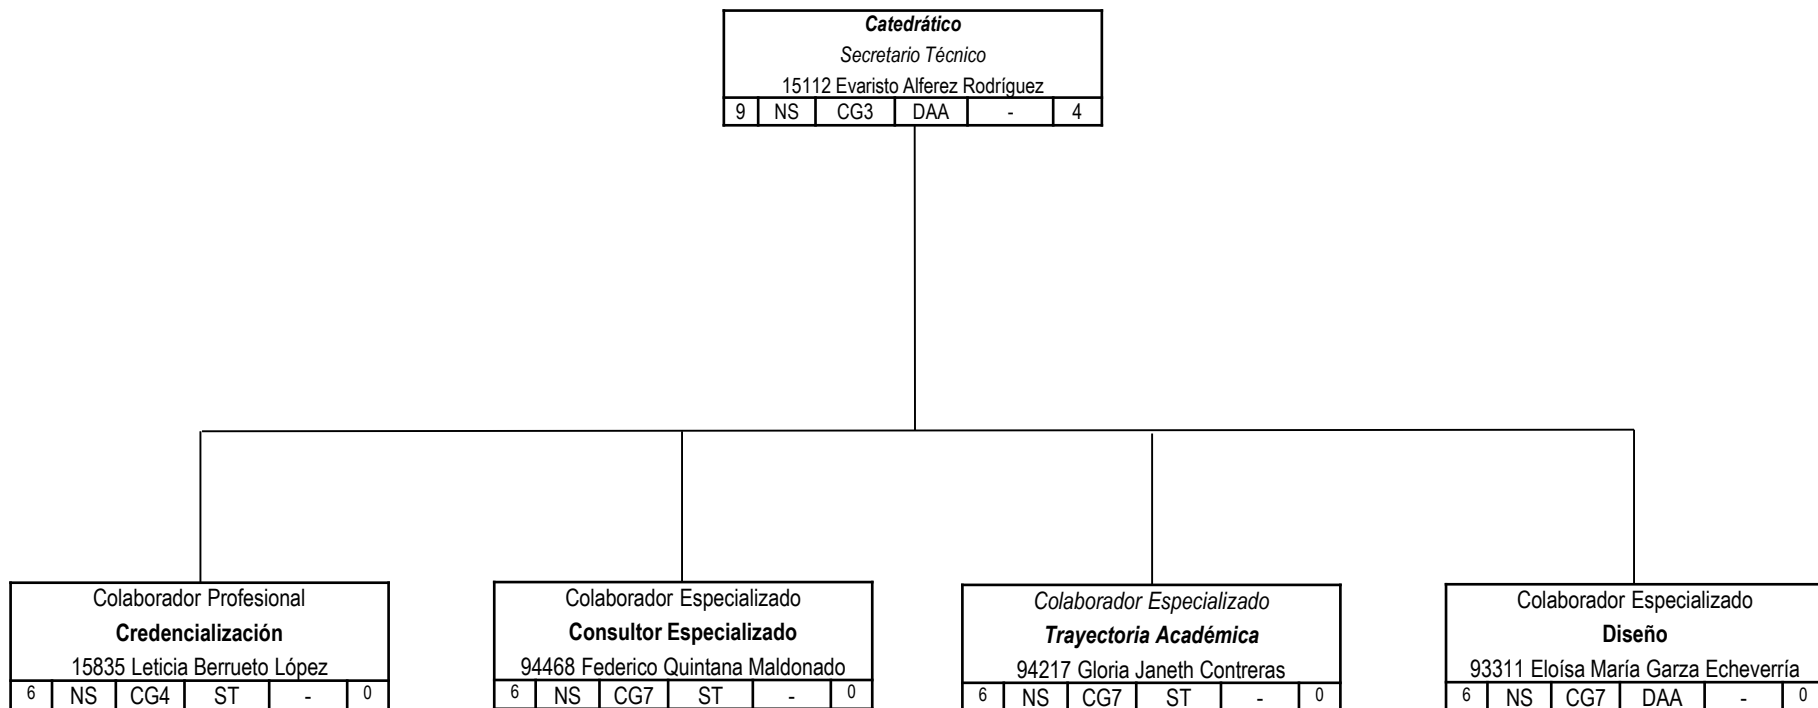 Catedrático
Secretario Técnico
15112 Evaristo Alferez Rodríguez
9 NS CG3 DAA - 4
Colaborador Profesional
Credencialización
15835 Leticia Berrueto López
6 NS CG4 ST - 0
Colaborador Especializado
Consultor Especializado
94468 Federico Quintana Maldonado
6 NS CG7 ST - 0
Colaborador Especializado
Trayectoria Académica
94217 Gloria Janeth Contreras
6 NS CG7 ST - 0
Colaborador Especializado
Diseño
93311 Eloísa María Garza Echeverría
6 NS CG7 DAA - 0